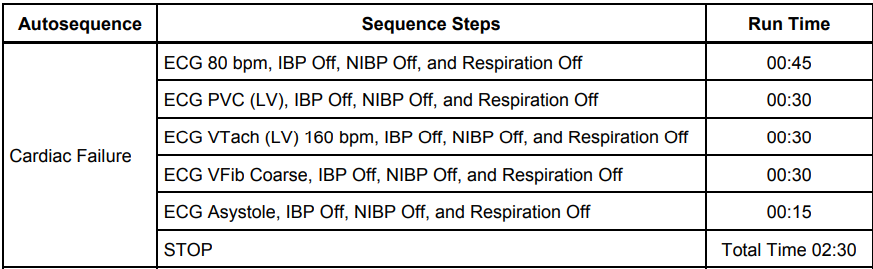 Autosequence Sequence Steps Run Time
ECG 80 bpm, IBP Off, NIBP Off, and Respiration Off 00:45
ECG PVC (LV), IBP Off, NIBP Off, and Respiration Off 00:30
ECG VTach (LV) 160 bpm, IBP Off, NIBP Off, and Respiration Off 00:30
Cardiac Failure
ECG VFib Coarse, IBP Off, NIBP Off, and Respiration Off 00:30
ECG Asystole, IBP Off, NIBP Off, and Respiration Off 00:15
STOP Total Time 02:30